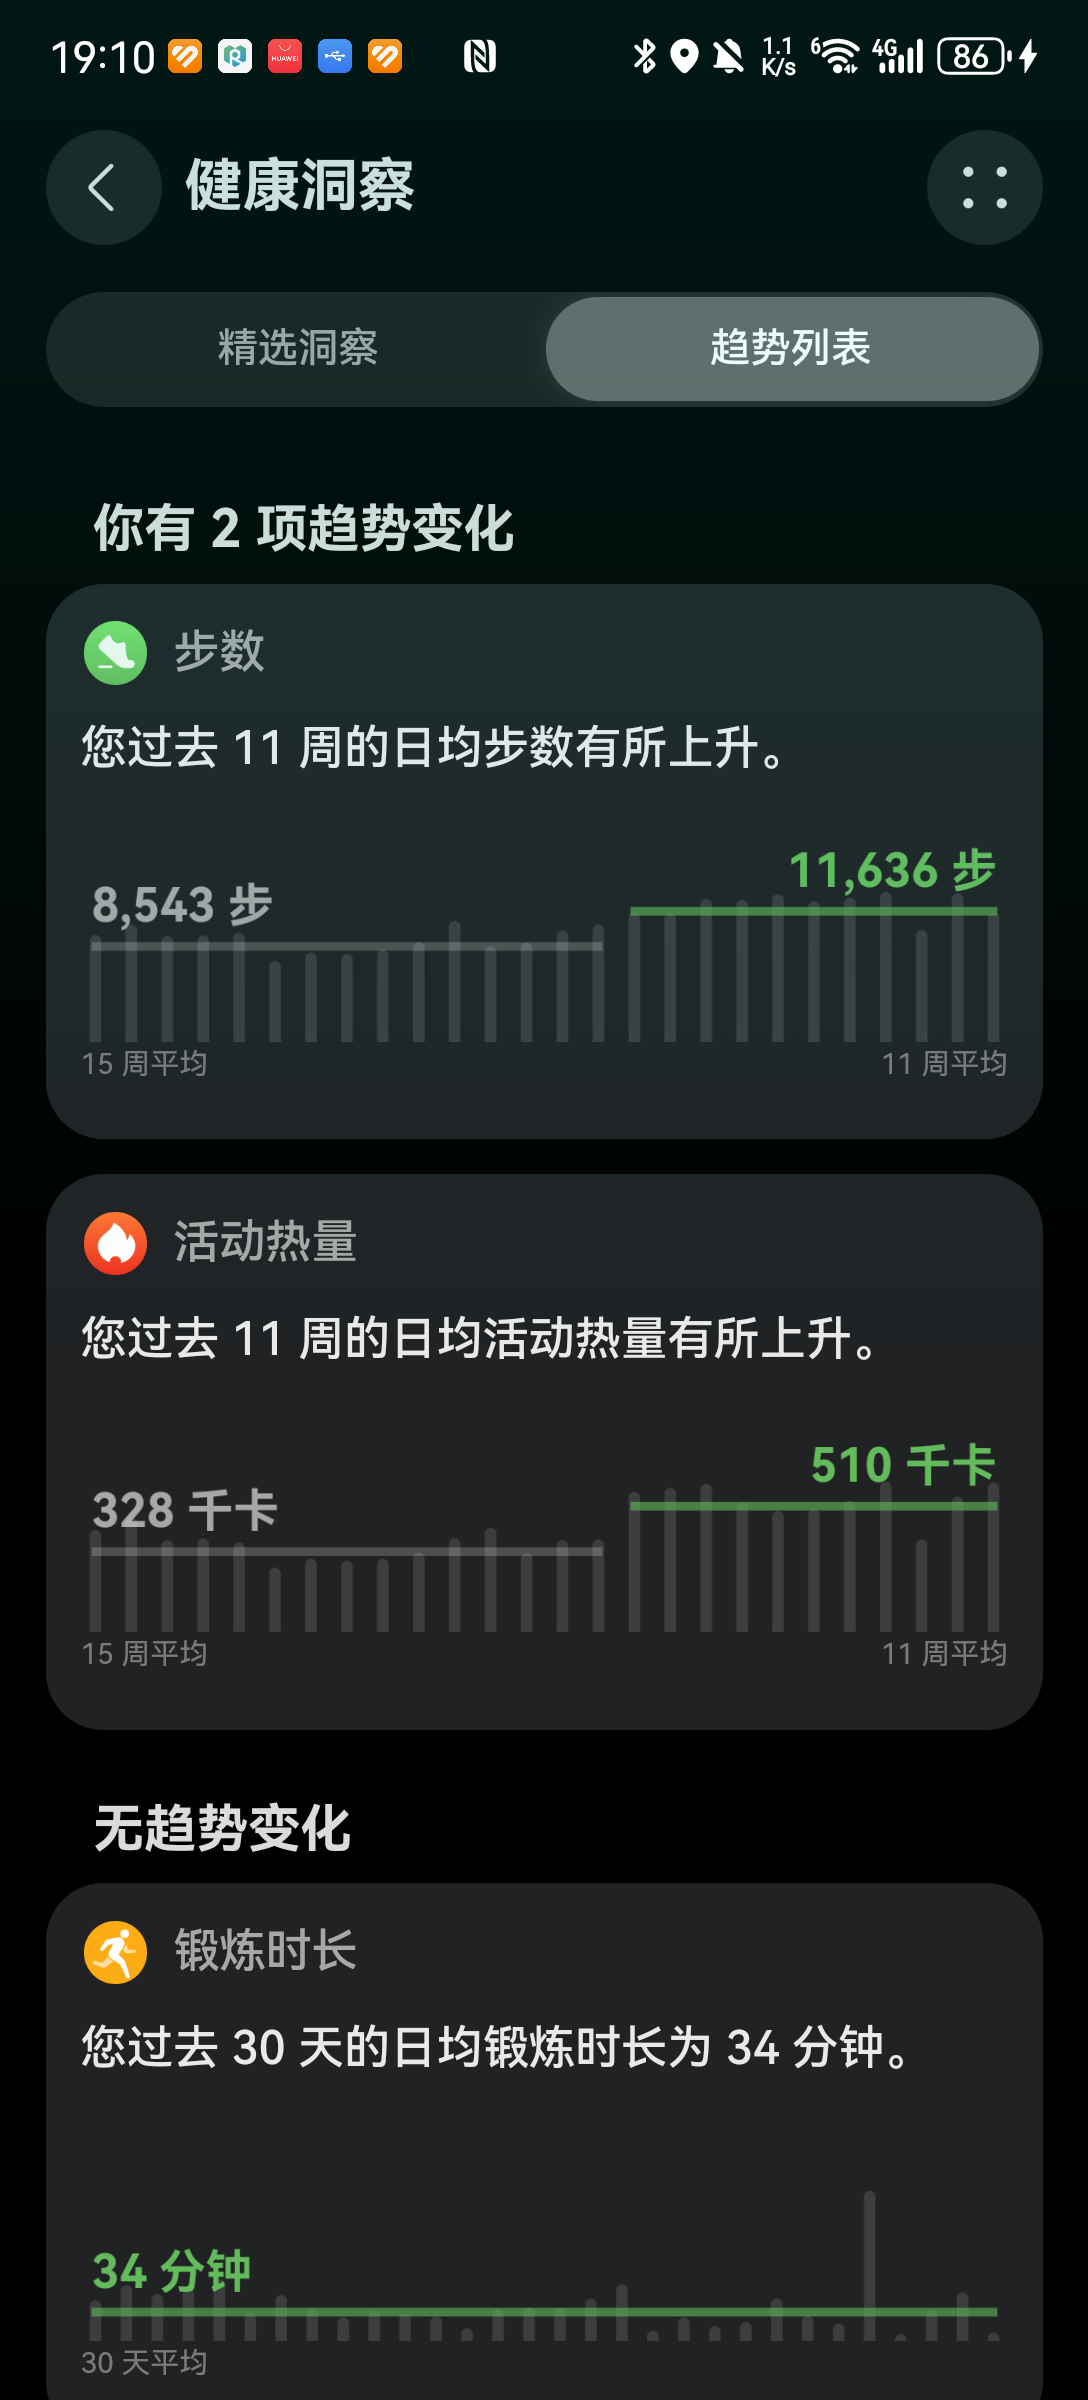 19:10
HUAWEI
1.1 K/s
6
4G
86
健康洞察
精选洞察
趋势列表
你有 2 项趋势变化
步数
您过去 11 周的日均步数有所上升。
11,636 步
8,543 步
15 周平均
11 周平均
活动热量
您过去 11 周的日均活动热量有所上升。
510 千卡
328 千卡
15 周平均
11 周平均
无趋势变化
锻炼时长
您过去 30 天的日均锻炼时长为 34 分钟。
34 分钟
30 天平均